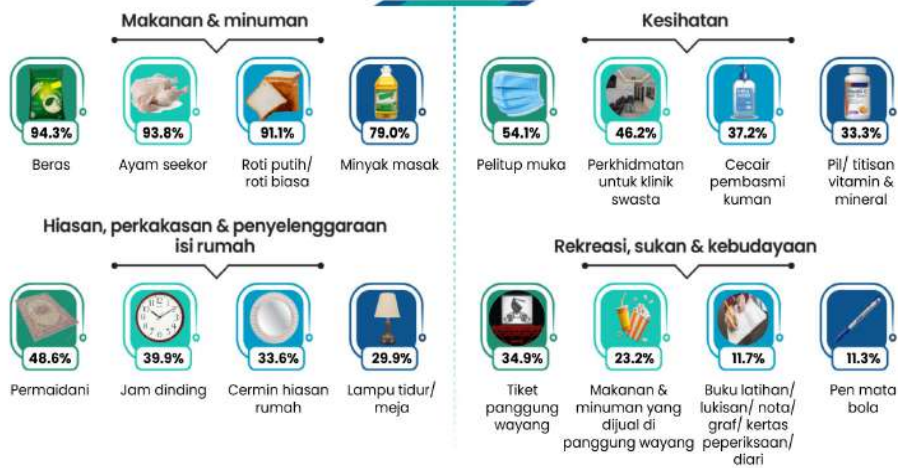 Makanan & minuman
94.3%
93.8%
91.1%
79.0%
Beras
Ayam seekor
Roti putih/
roti biasa
Minyak masak
Kesihatan
54.1%
46.2%
37.2%
33.3%
Pelitup muka
Perkhidmatan
untuk klinik
swasta
Cecair
pembasmi
kuman
Pil/ titisan
vitamin &
mineral
Hiasan, perkakasan & penyelenggaraan
isi rumah
48.6%
39.9%
33.6%
29.9%
Permaidani
Jam dinding
Cermin hiasan
rumah
Lampu tidur/
meja
Rekreasi, sukan & kebudayaan
34.9%
23.2%
11.7%
11.3%
Tiket
panggung
wayang
Makanan &
minuman yang
dijual di
panggung wayang
Buku latihan/
lukisan/ nota/
graf/ kertas
peperiksaan/
diari
Pen mata
bola